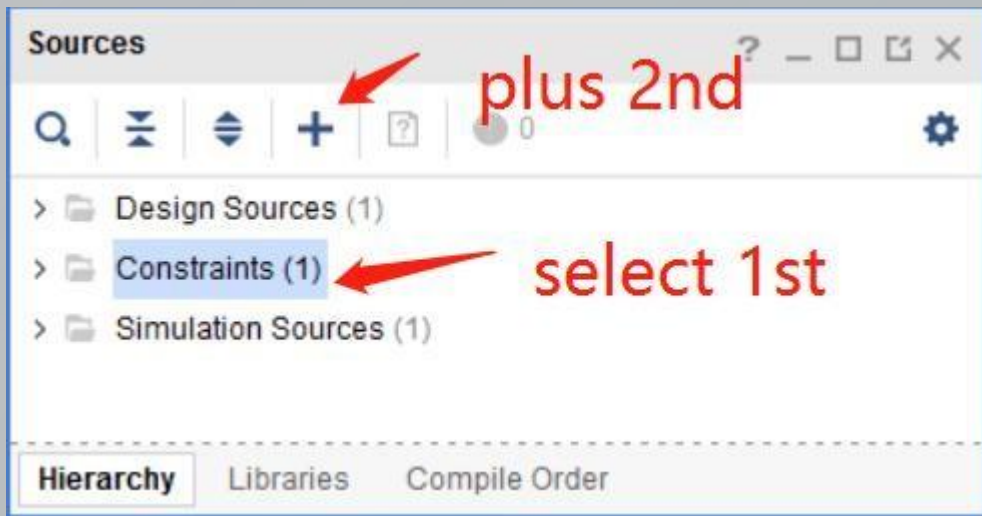 Sources
plus 2nd
0
Design Sources (1)
Constraints (1)
select 1st
Simulation Sources (1)
Hierarchy Libraries Compile Order